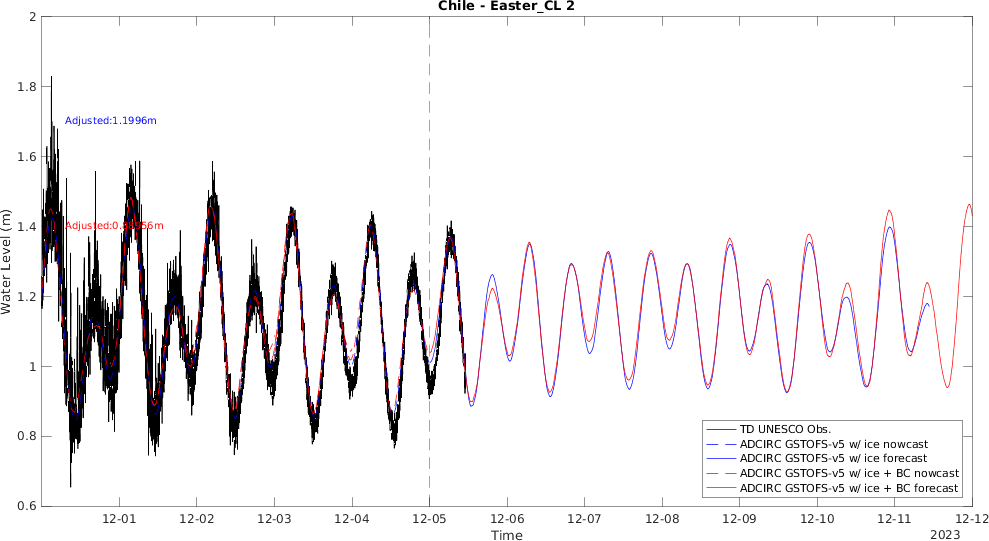 Chile - Easter_CL 2
2
1.8
1.6
1.4
1.2
1
0.8
0.6
Water Level (m)
Adjusted:1.1996m
12-01
12-02
12-03
12-04
12-05
12-06
12-07
12-08
12-09
12-10
12-11
12-12
Time
2023
TD UNESCO Obs.
ADCIRC GSTOFS-v5 w/ ice nowcast
ADCIRC GSTOFS-v5 w/ ice forecast
ADCIRC GSTOFS-v5 w/ ice + BC nowcast
ADCIRC GSTOFS-v5 w/ ice + BC forecast